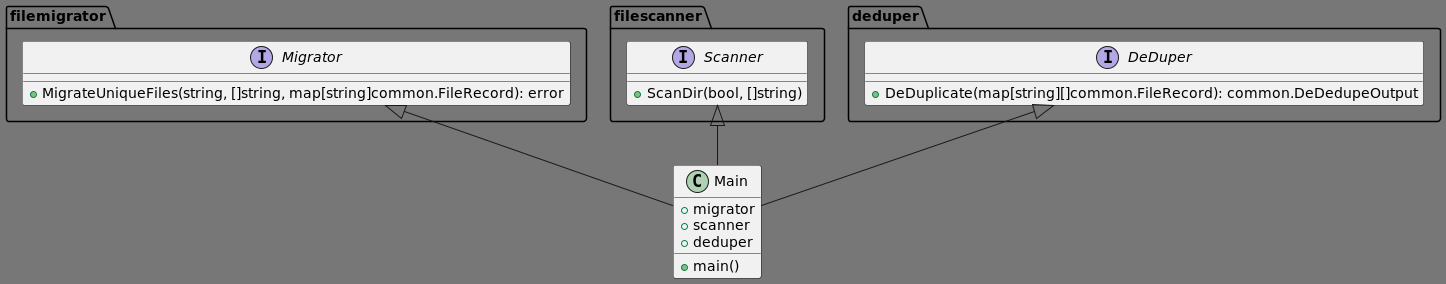 filemigrator
filescanner
deduper
I Migrator
MigrateUniqueFiles(string, []string, map[string]common.FileRecord): error
I Scanner
ScanDir(bool, []string)
I DeDuper
DeDuplicate(map[string][]common.FileRecord): common.DeDedupeOutput
C Main
migrator
scanner
deduper
main()